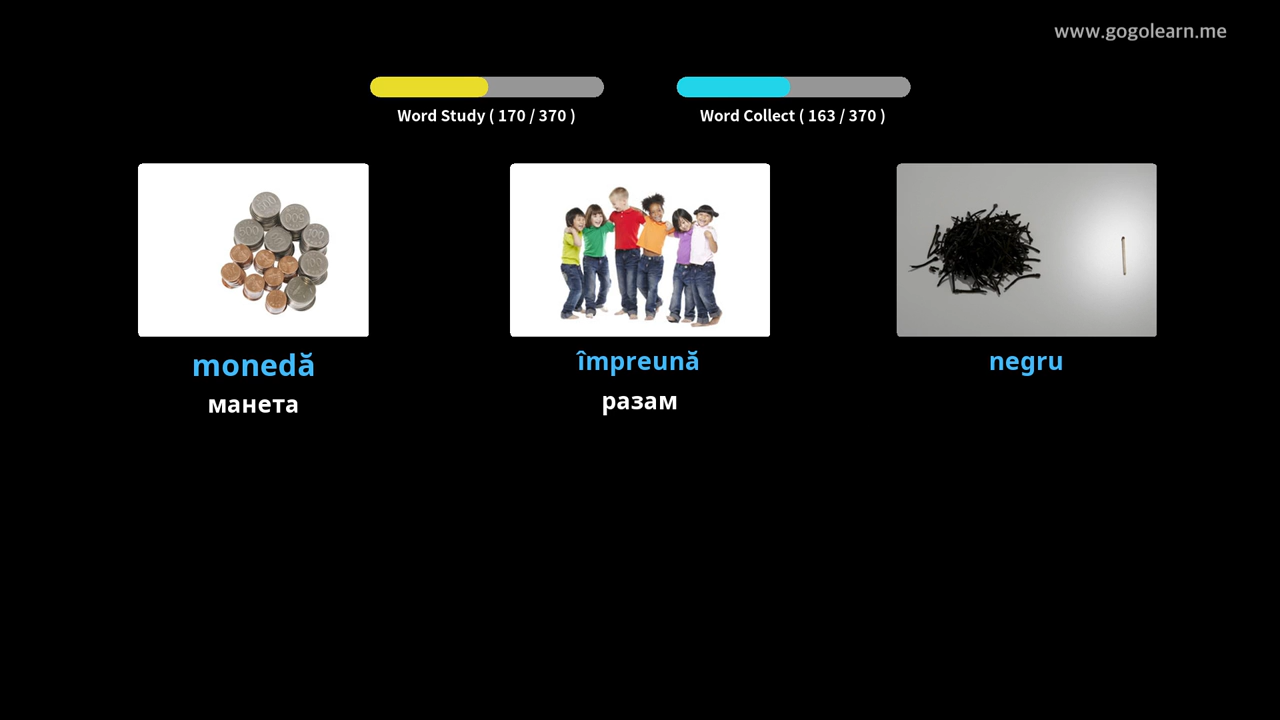 www.gogolearn.me
Word Study ( 170 / 370 )
Word Collect ( 163 / 370 )
monedă
манета
împreună
разам
negru